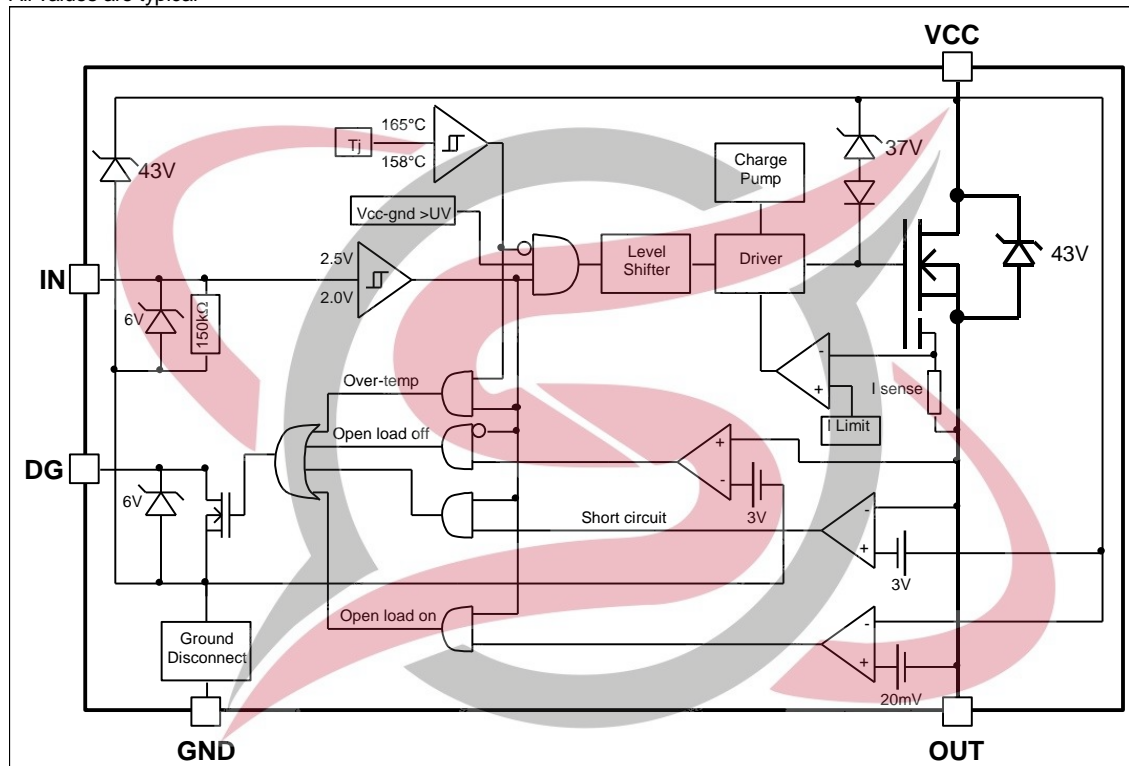 All values are typical
VCC
165°C
Tj
158°C
43V
37V
Charge
Pump
Vcc-gnd >UV
2.5V
Level
Shifter
Driver
43V
IN
2.0V
6V
150kΩ
-
+
I sense
I Limit
Over-temp
Open load off
+
-
DG
6V
3V
Short circuit
-
+
3V
Open load on
-
+
Ground
Disconnect
20mV
GND
OUT